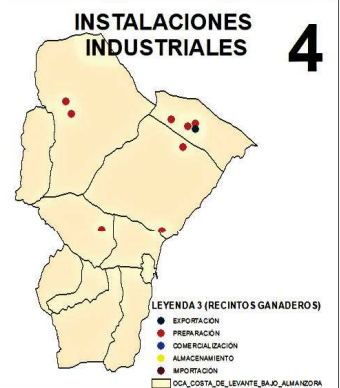 INSTALACIONES
INDUSTRIALES
4
LEYENDA 3 (RECINTOS GANADEROS)
EXPORTACIÓN
PREPARACIÓN
COMERCIALIZACIÓN
ALMACENAMIENTO
IMPORTACIÓN
OCA_COSTA_DE_LEVANTE_BAJO_ALMANZORA